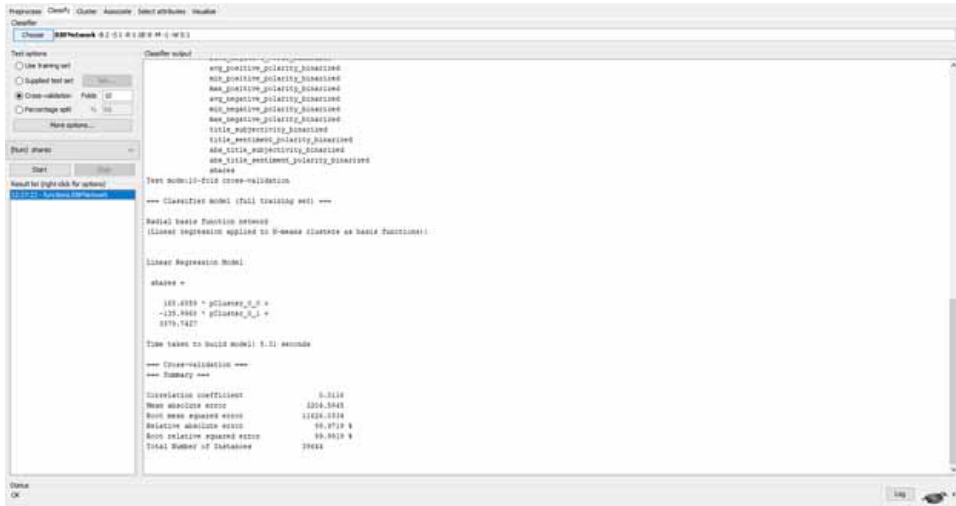 Preprocess Classify Cluster Associate Select attributes Visualize
Classifier
Choose RBFNetwork
Test options
Use training set
Supplied test set
Cross-validation Folds 10
Percentage split %
More options...
(Num) shares
Start
Stop
Result list (right-click for options)
functions.RBFNetwork
Classifier output
avg_positive_polarity_binarized
min_positive_polarity_binarized
max_positive_polarity_binarized
avg_negative_polarity_binarized
min_negative_polarity_binarized
max_negative_polarity_binarized
title_subjectivity_binarized
title_sentiment_polarity_binarized
abs_title_subjectivity_binarized
abs_title_sentiment_polarity_binarized
shares
Test mode:10-fold cross-validation
=== Classifier model (full training set) ===
Radial basis function network
(Linear regression applied to K-means clusters as basis functions):
Linear Regression Model
shares =
* pCluster_0_0 +
* pCluster_0_1 +
Time taken to build model: 5.31 seconds
=== Cross-validation ===
=== Summary ===
Correlation coefficient
Mean absolute error
Root mean squared error
Relative absolute error %
Root relative squared error %
Total Number of Instances 39644
Status
OK
Log